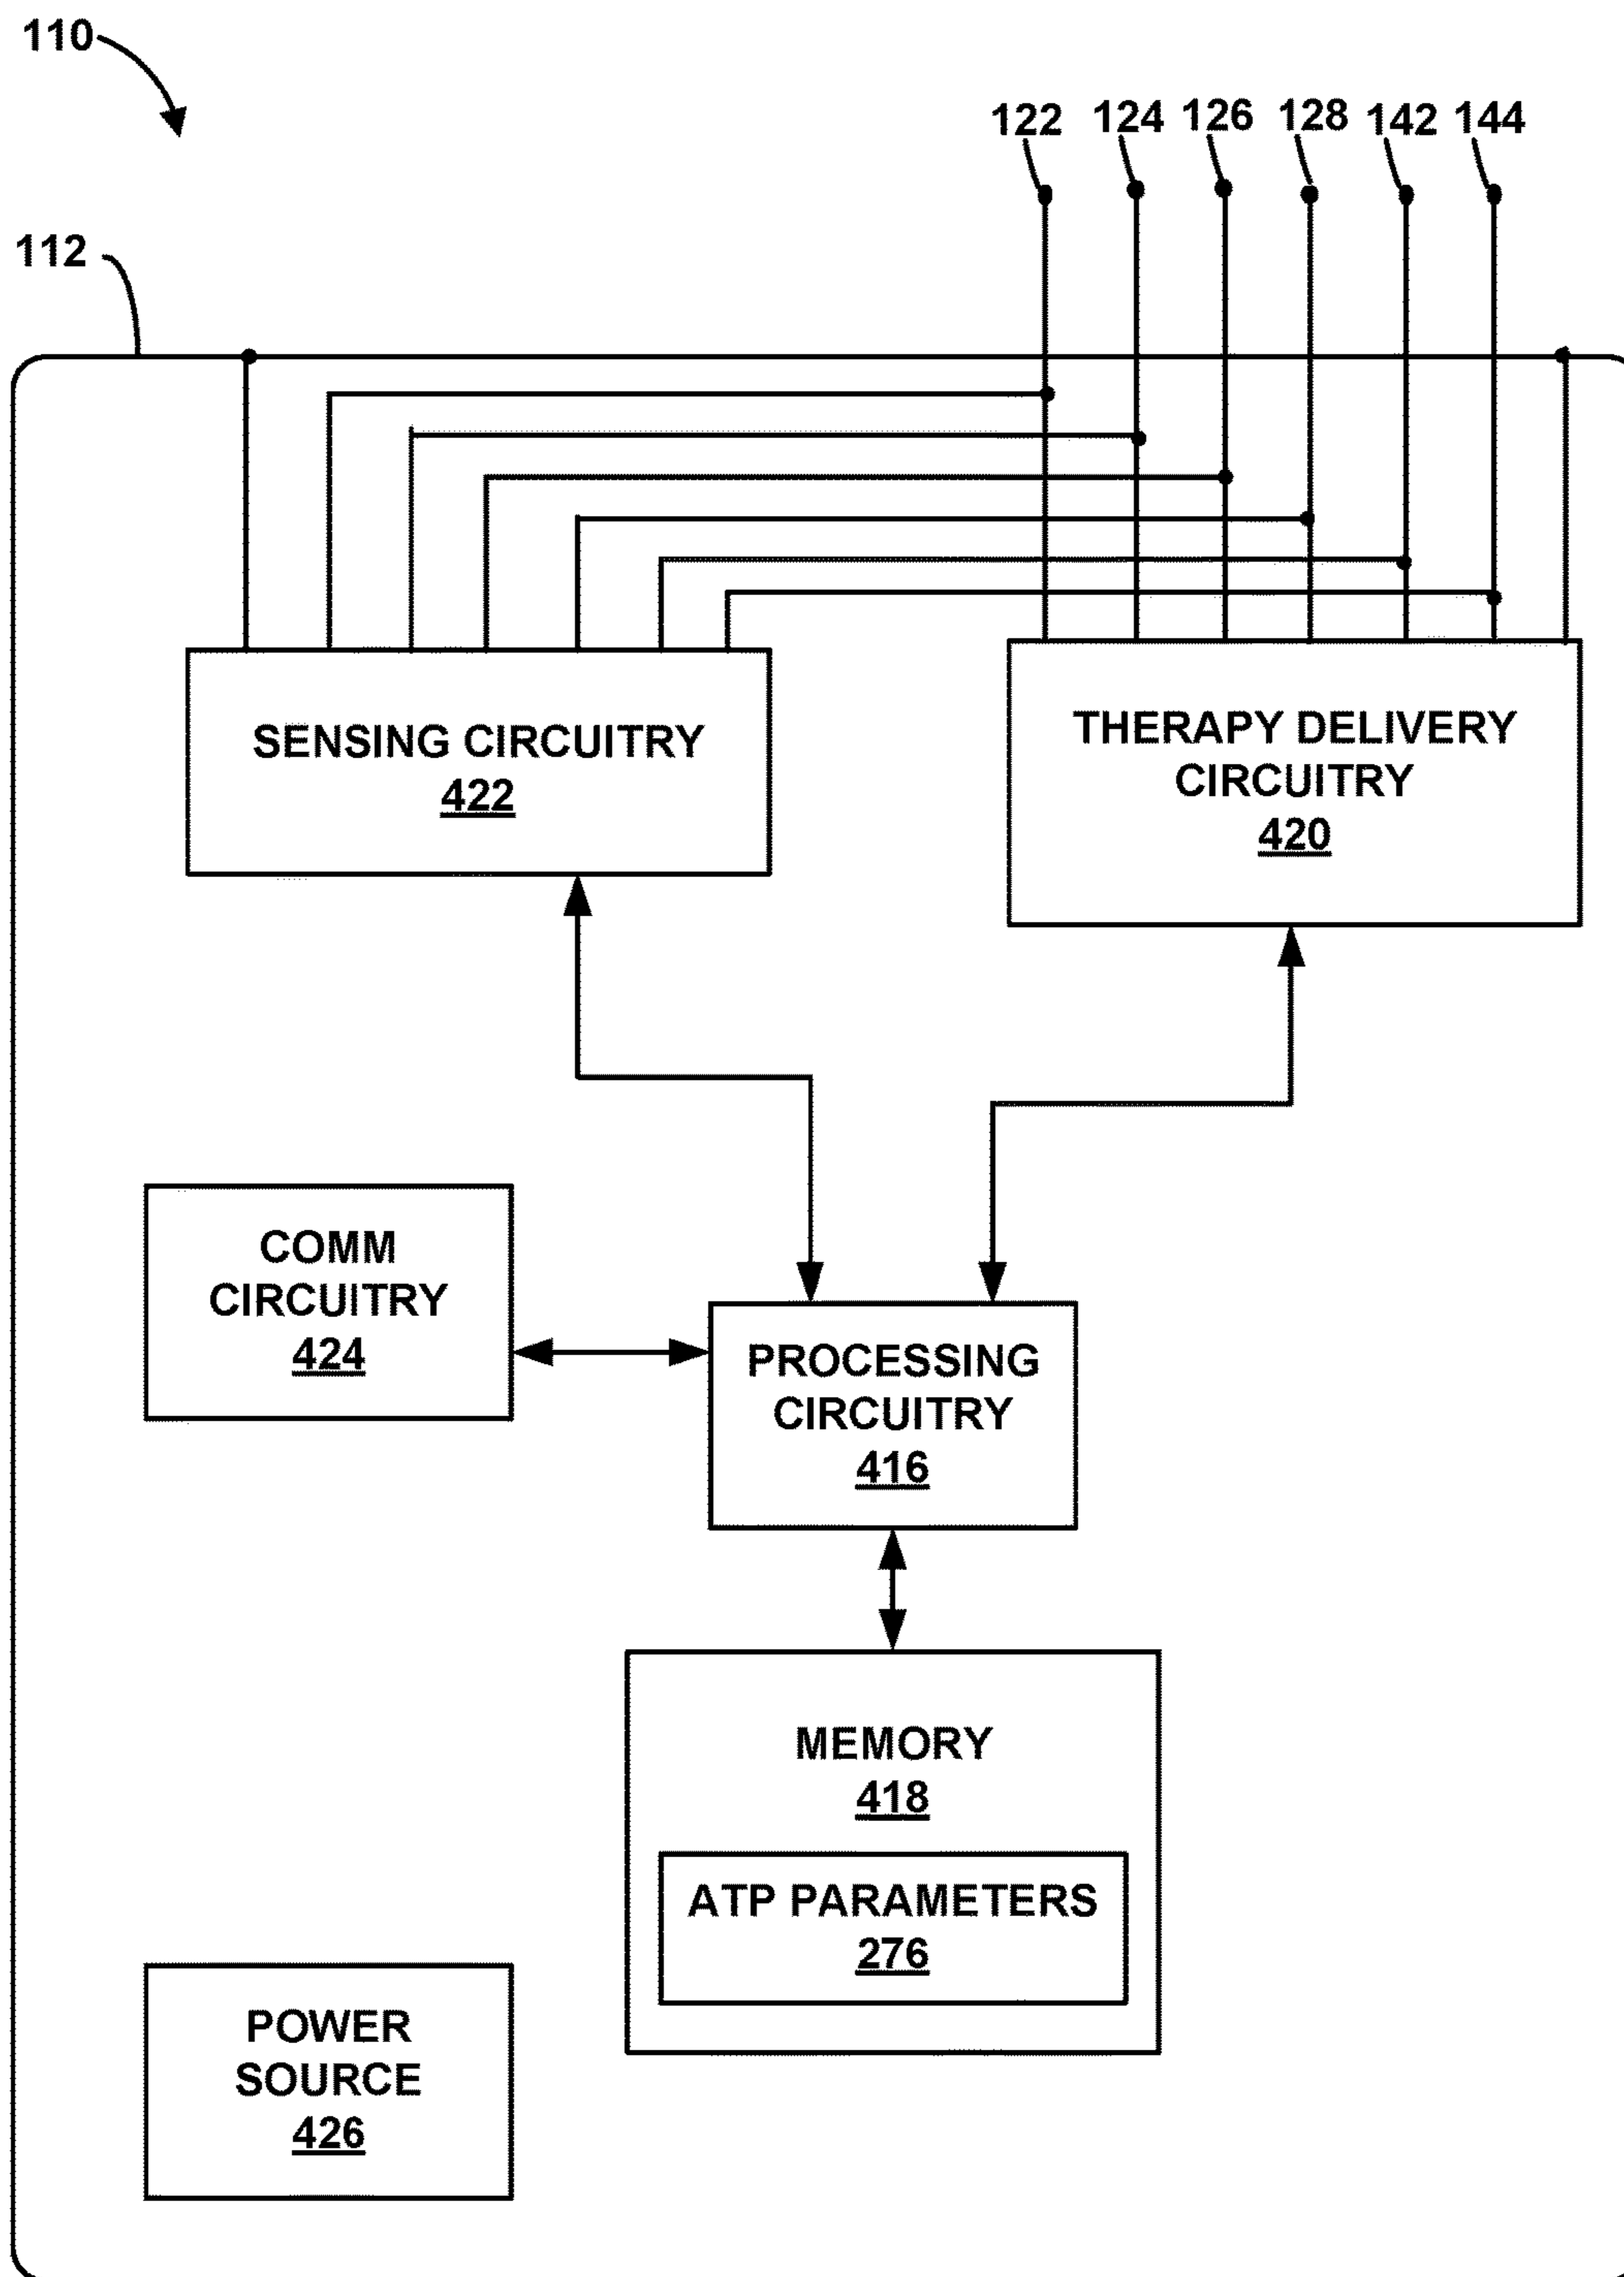 110
122 124 126 128 142 144
112
SENSING CIRCUITRY
422
THERAPY DELIVERY
CIRCUITRY
420
COMM
CIRCUITRY
424
PROCESSING
CIRCUITRY
416
MEMORY
418
ATP PARAMETERS
276
POWER
SOURCE
426